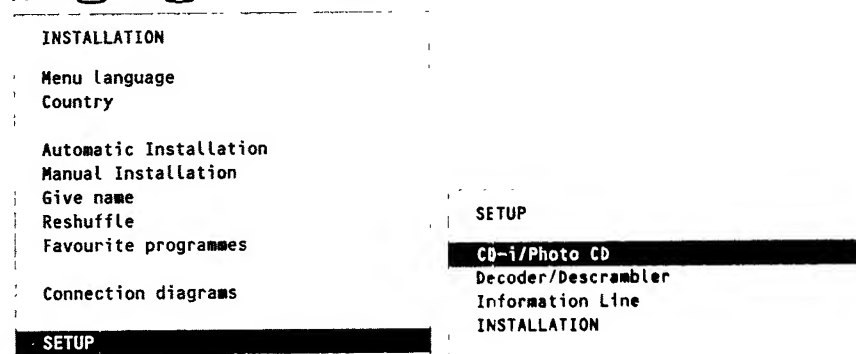 INSTALLATION
Menu language
Country
Automatic Installation
Manual Installation
Give name
Reshuffle
Favourite programmes
Connection diagrams
SETUP
SETUP
CD-i/Photo CD
Decoder/Descrambler
Information Line
INSTALLATION